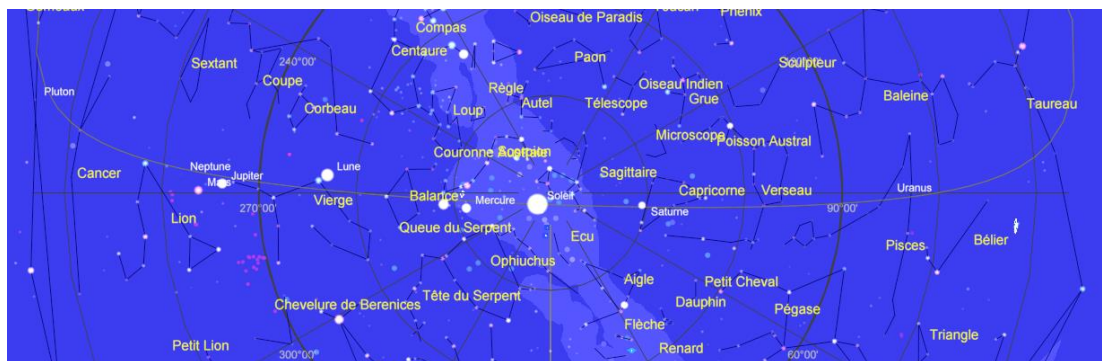 Compas
Oiseau de Paradis
Toucan
Phénix
Sextant
Centaure
Paon
Sculpteur
240°00'
Coupe
Règle
Oiseau Indien
Grue
Baleine
Pluton
Corbeau
Loup
Autel
Télescope
Taureau
Microscope
Poisson Austral
Couronne Australe
Scorpion
Neptune
Lune
Cancer
Mars
Jupiter
Sagittaire
Vierge
Balance
Mercure
Soleil
Capricorne
Verseau
Uranus
270°00'
Saturne
90°00'
Lion
Queue du Serpent
Ecu
Pisces
Bélier
Ophiuchus
Aigle
Petit Cheval
Chevelure de Berenices
Tête du Serpent
Dauphin
Pégase
Flèche
Petit Lion
300°00'
Renard
60°00'
Triangle